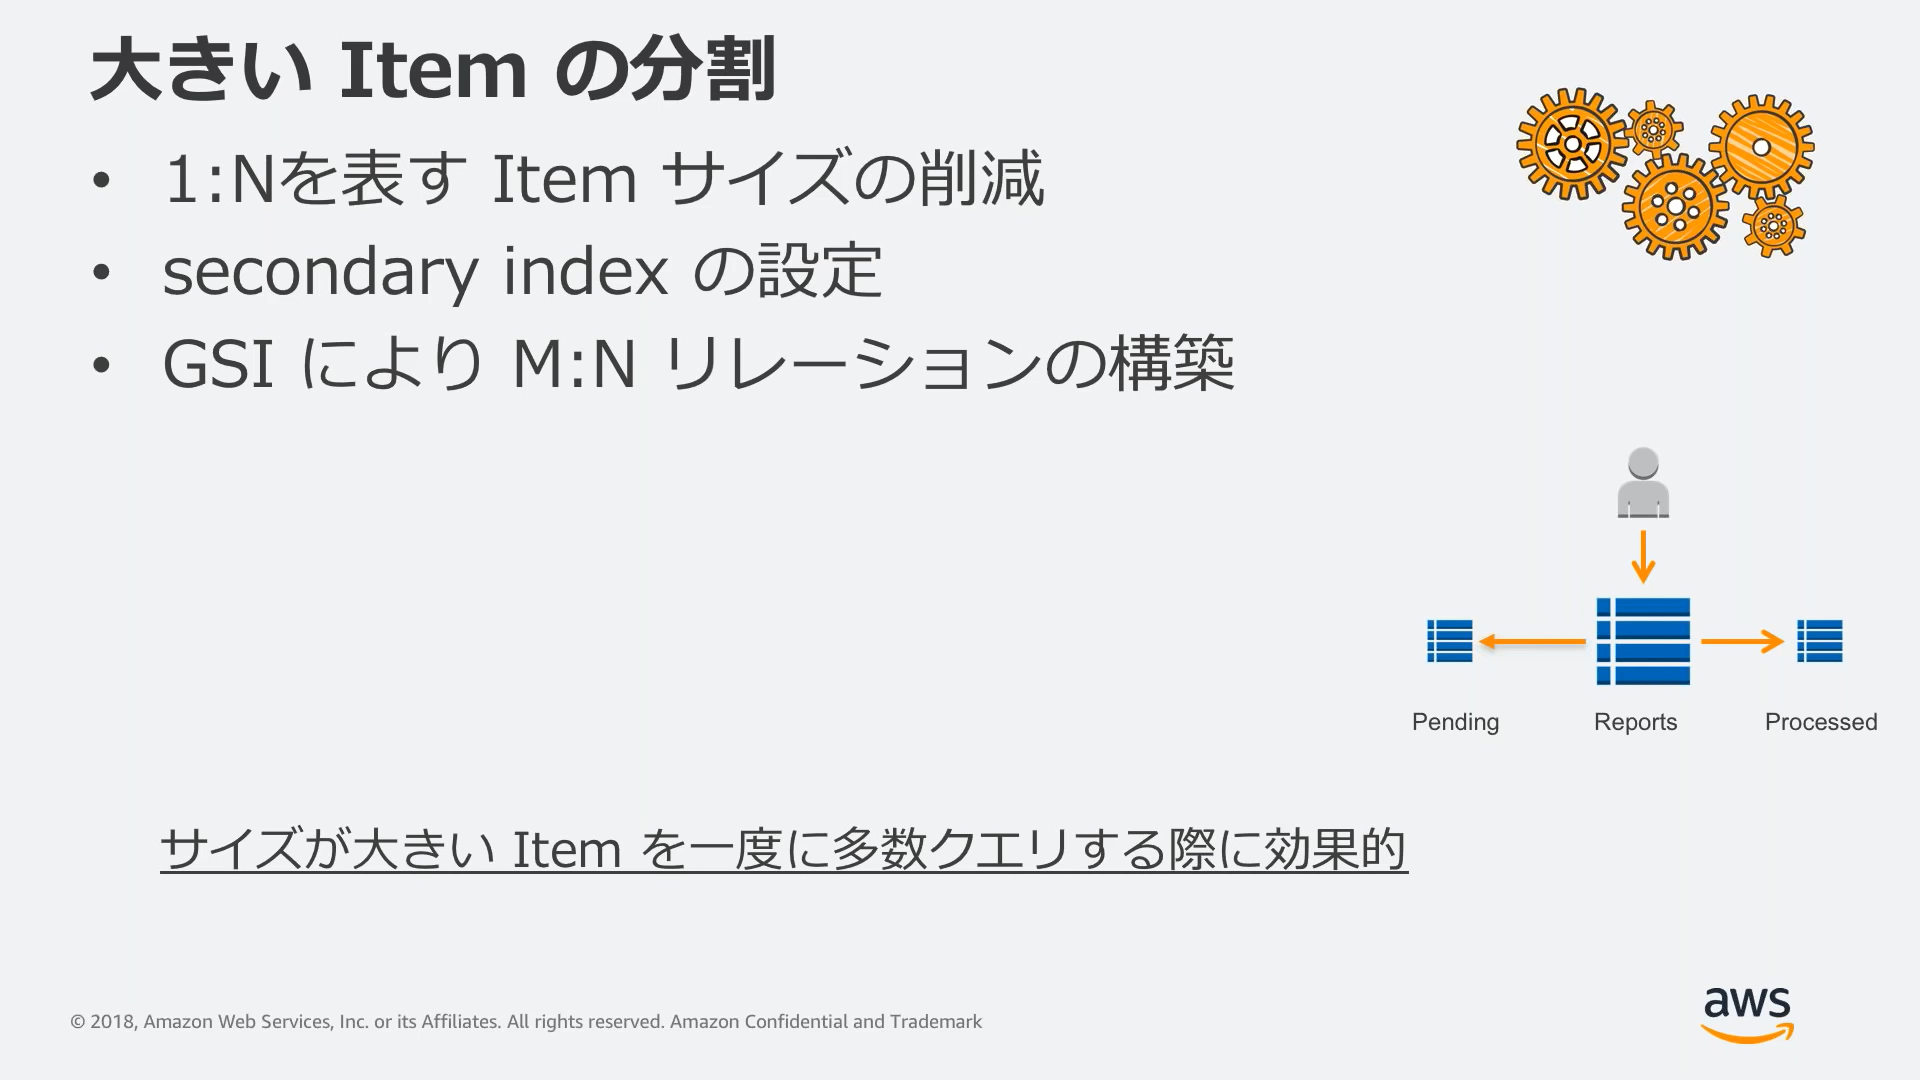 大きい Item の分割
• 1:Nを表す Item サイズの削減
• secondary index の設定
• GSI により M:N リレーションの構築
Pending
Reports
Processed
サイズが大きい Item を一度に多数クエリする際に効果的
© 2018, Amazon Web Services, Inc. or its Affiliates. All rights reserved. Amazon Confidential and Trademark
aws